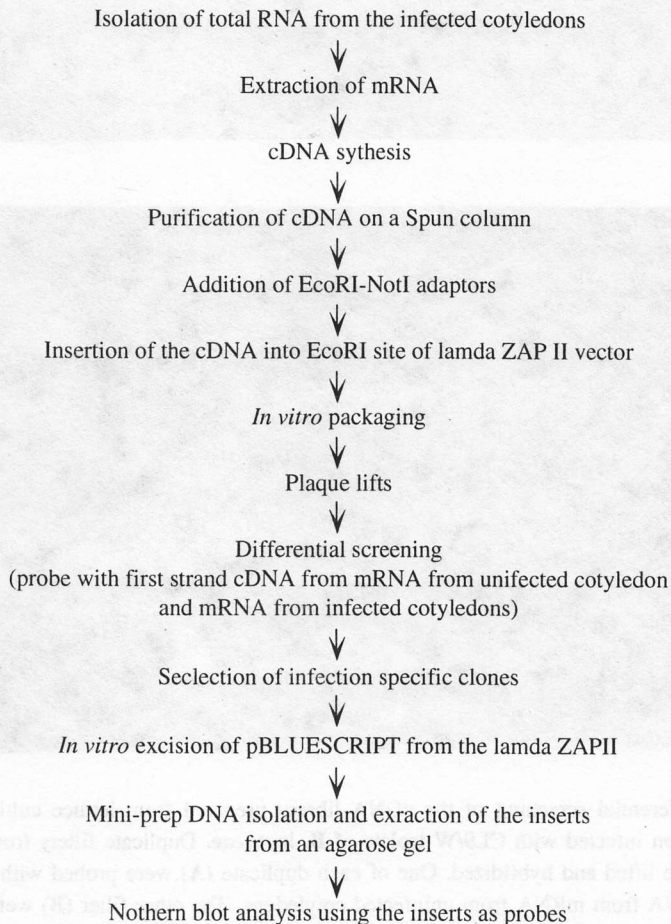 Isolation of total RNA from the infected cotyledons
Extraction of mRNA
cDNA sythesis
Purification of cDNA on a Spun column
Addition of EcoRI-NotI adaptors
Insertion of the cDNA into EcoRI site of lamda ZAP II vector
In vitro packaging
Plaque lifts
Differential screening
(probe with first strand cDNA from mRNA from unifected cotyledon
and mRNA from infected cotyledons)
Seclection of infection specific clones
In vitro excision of pBLUESCRIPT from the lamda ZAPII
Mini-prep DNA isolation and exraction of the inserts
from an agarose gel
Nothern blot analysis using the inserts as probes